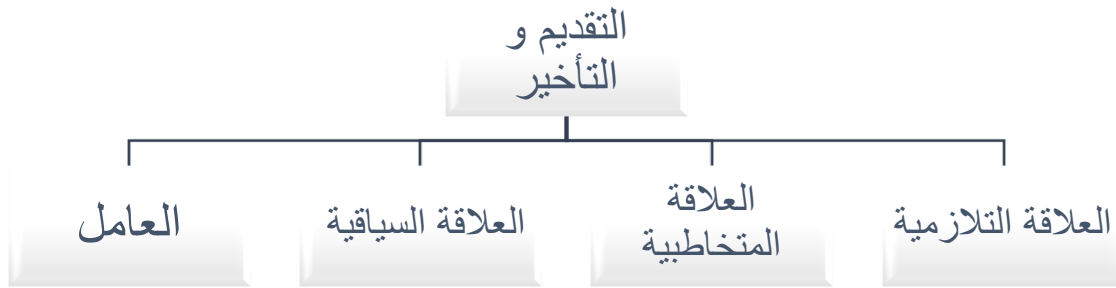 التقديم و
التأخير
العلاقة التلازمية
العلاقة
المتخاطبية
العلاقة السياقية
العامل